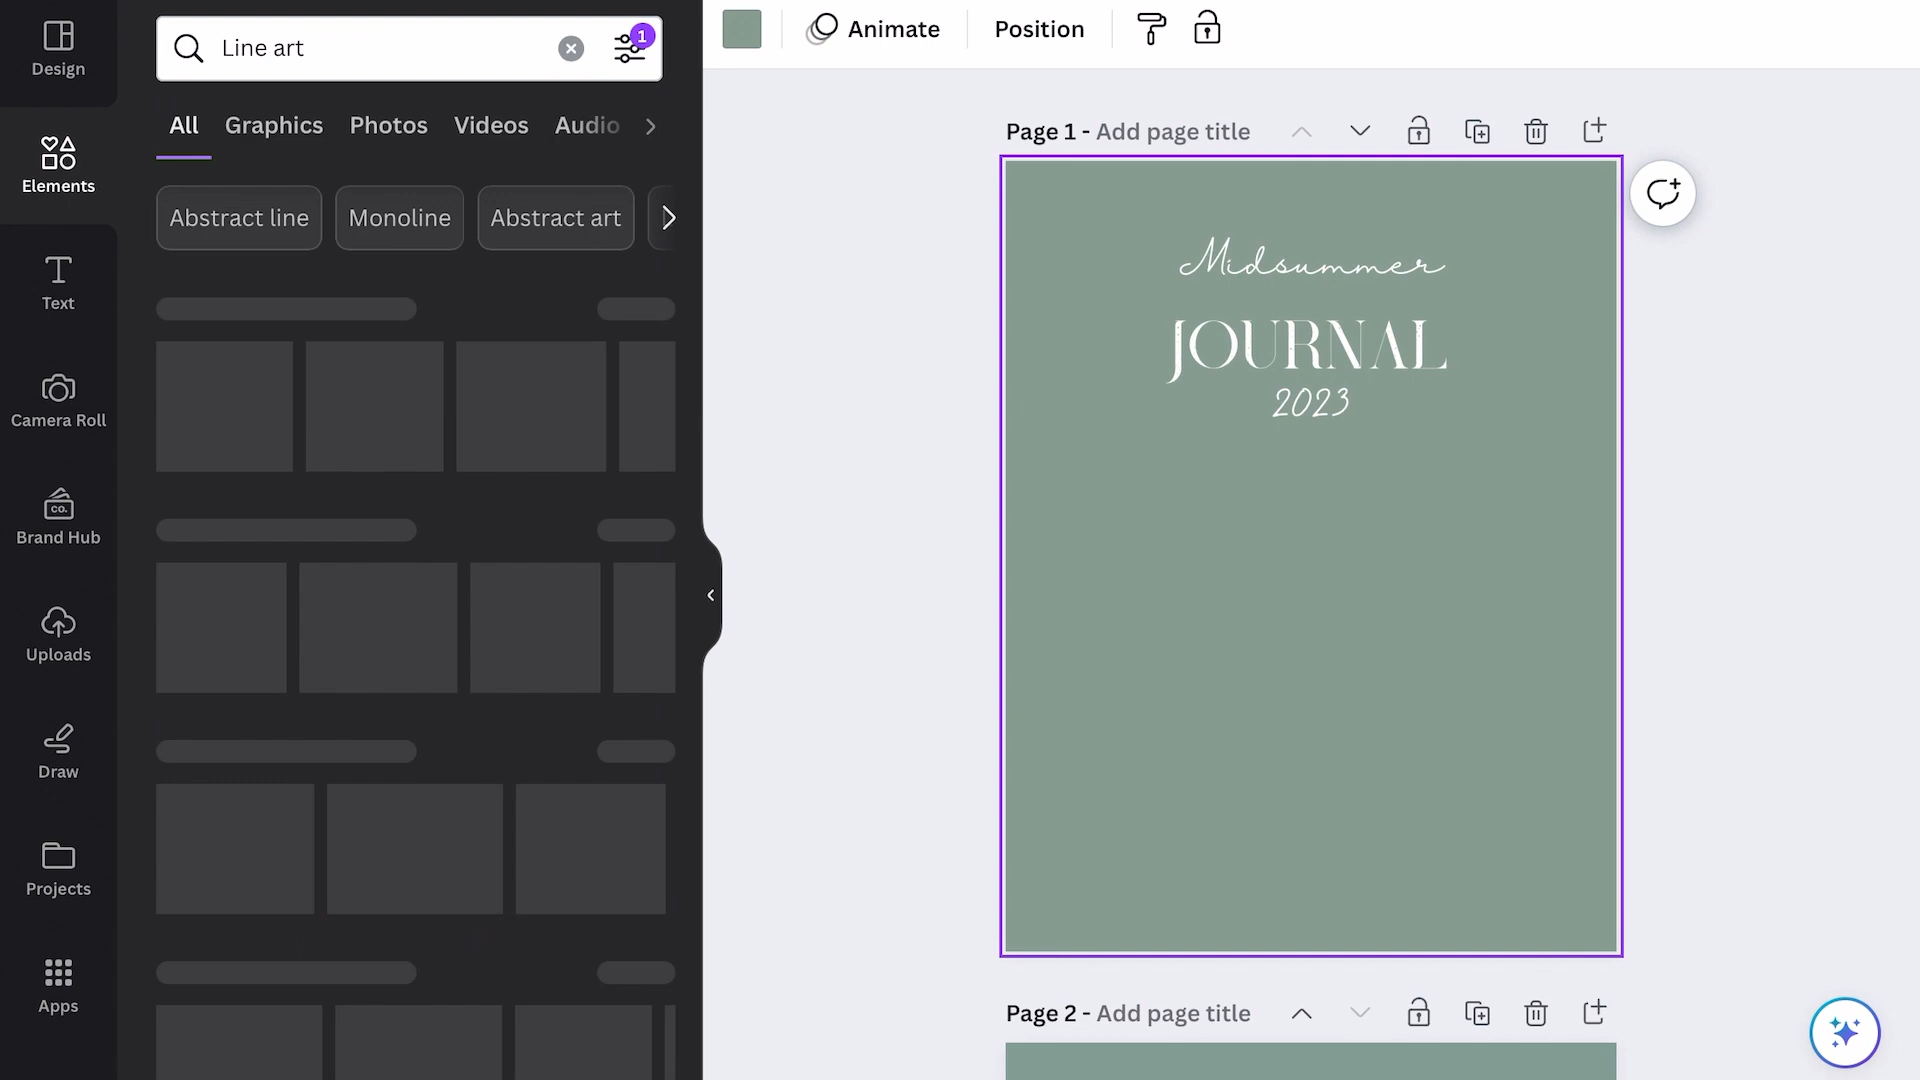 Design
Elements
Text
Camera Roll
CO.
Brand Hub
Uploads
Draw
Projects
Apps
Line art
1
All Graphics Photos Videos Audio
Abstract line Monoline Abstract art
Animate Position
Page 1 - Add page title
Midsummer
JOURNAL
2023
Page 2 - Add page title